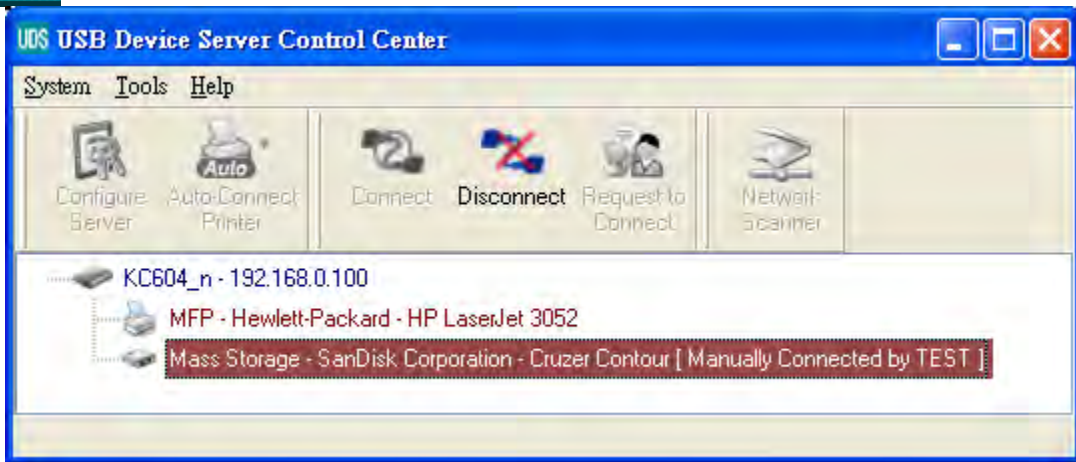 UDS USB Device Server Control Center
System Tools Help
Configure Server
Auto
Auto-Connect Printer
Connect
Disconnect
Request to Connect
Network Scanner
KC604_n - 192.168.0.100
MFP - Hewlett-Packard - HP LaserJet 3052
Mass Storage - SanDisk Corporation - Cruzer Contour [ Manually Connected by TEST ]